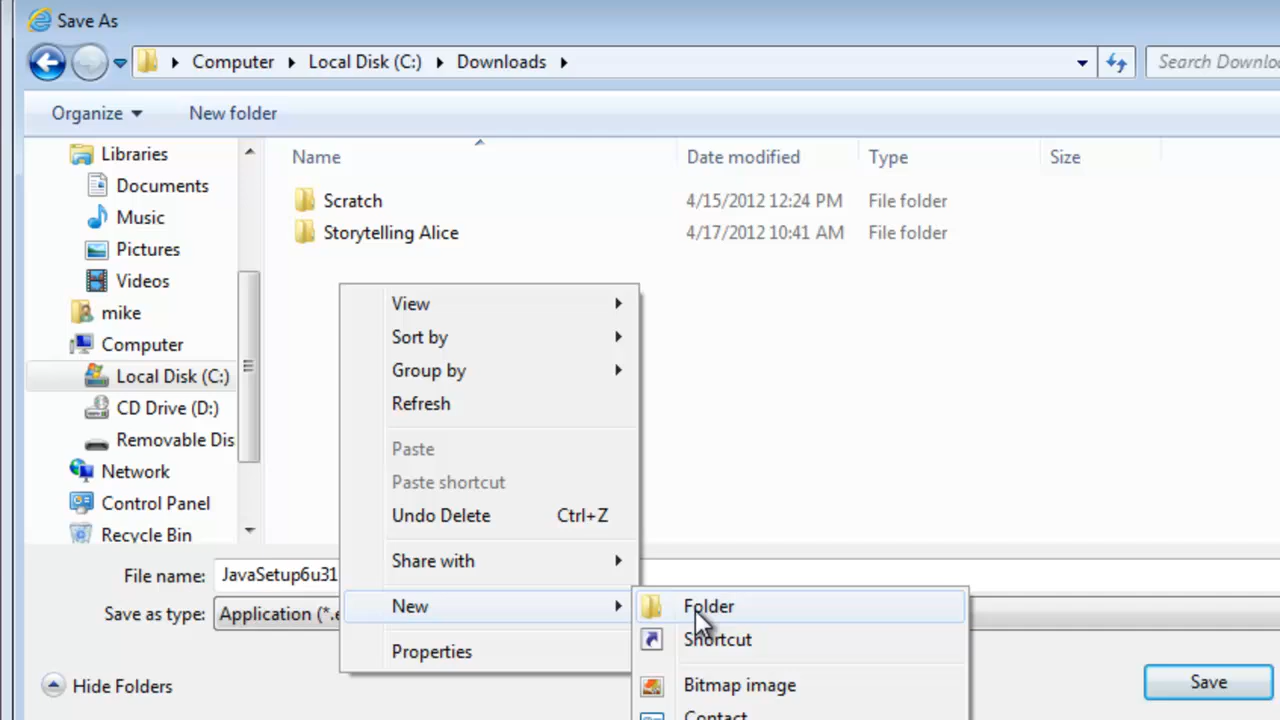 Save As
Computer Local Disk (C:) Downloads
Search Downloa
Organize New folder
Name Date modified Type Size
Libraries
Documents
Music
Pictures
Videos
mike
Computer
Local Disk (C:)
CD Drive (D:)
Removable Dis
Network
Control Panel
Recycle Bin
Scratch 4/15/2012 12:24 PM File folder
Storytelling Alice 4/17/2012 10:41 AM File folder
View
Sort by
Group by
Refresh
Paste
Paste shortcut
Undo Delete Ctrl+Z
Share with
New
Properties
Folder
Shortcut
Bitmap image
Contact
File name: JavaSetup6u31
Save as type: Application (*.e
Hide Folders
Save